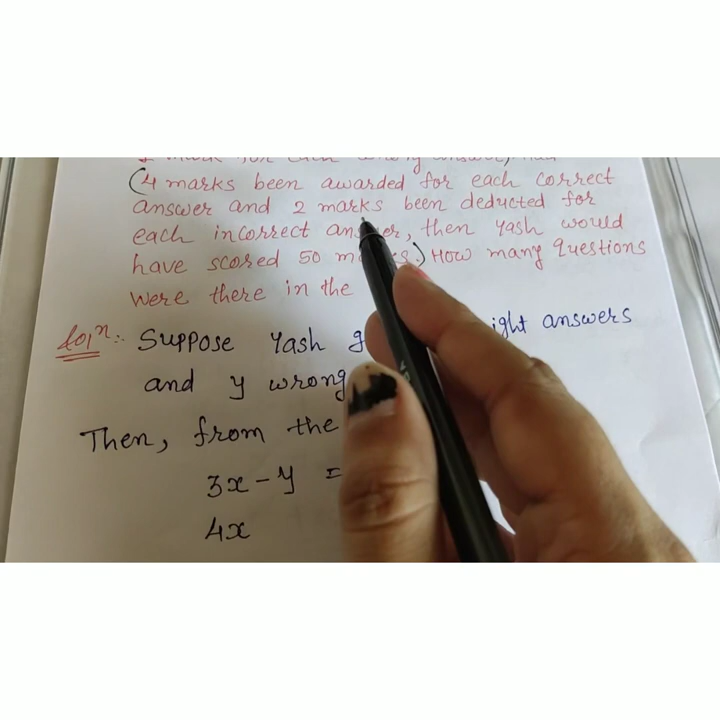 (4 marks been awarded for each correct
answer and 2 marks been deducted for
each incorrect answer, then Yash would
have scored 50 marks.) How many questions
were there in the
Solⁿ:- Suppose Yash g ight answers
and y wrong
Then, from the
3x - y =
4x